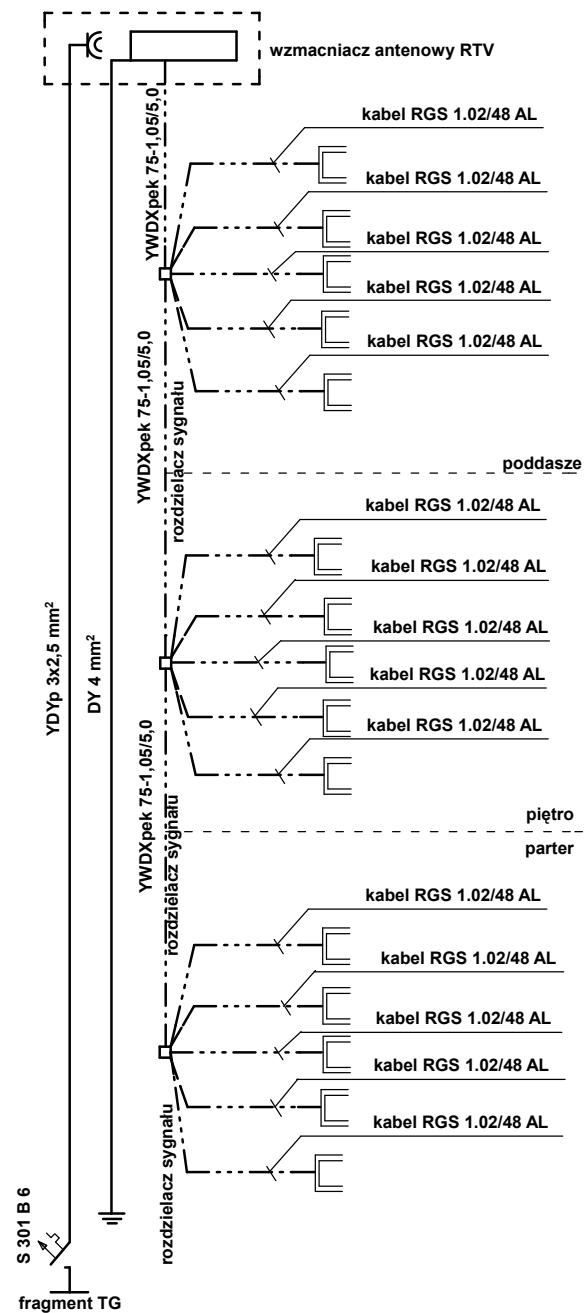 wzmacniacz antenowy RTV
YWDXpek 75-1,05/5,0
kabel RGS 1.02/48 AL
kabel RGS 1.02/48 AL
kabel RGS 1.02/48 AL
kabel RGS 1.02/48 AL
kabel RGS 1.02/48 AL
YWDXpek 75-1,05/5,0
rozdzielacz sygnału
poddasze
kabel RGS 1.02/48 AL
kabel RGS 1.02/48 AL
kabel RGS 1.02/48 AL
kabel RGS 1.02/48 AL
kabel RGS 1.02/48 AL
YDYp 3x2,5 mm²
DY 4 mm²
YWDXpek 75-1,05/5,0
rozdzielacz sygnału
piętro
parter
kabel RGS 1.02/48 AL
kabel RGS 1.02/48 AL
kabel RGS 1.02/48 AL
kabel RGS 1.02/48 AL
kabel RGS 1.02/48 AL
rozdzielacz sygnału
S 301 B 6
fragment TG